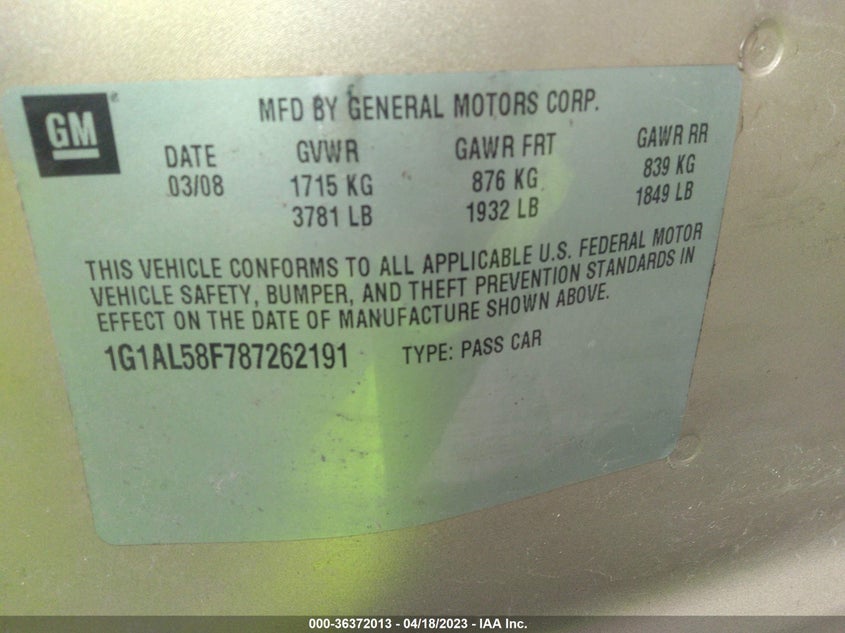 GM®
MFD BY GENERAL MOTORS CORP.
DATE GVWR GAWR FRT GAWR RR
03/08 1715 KG 876 KG 839 KG
3781 LB 1932 LB 1849 LB
THIS VEHICLE CONFORMS TO ALL APPLICABLE U.S. FEDERAL MOTOR
VEHICLE SAFETY, BUMPER, AND THEFT PREVENTION STANDARDS IN
EFFECT ON THE DATE OF MANUFACTURE SHOWN ABOVE.
1G1AL58F787262191 TYPE: PASS CAR
000-36372013 - 04/18/2023 - IAA Inc.